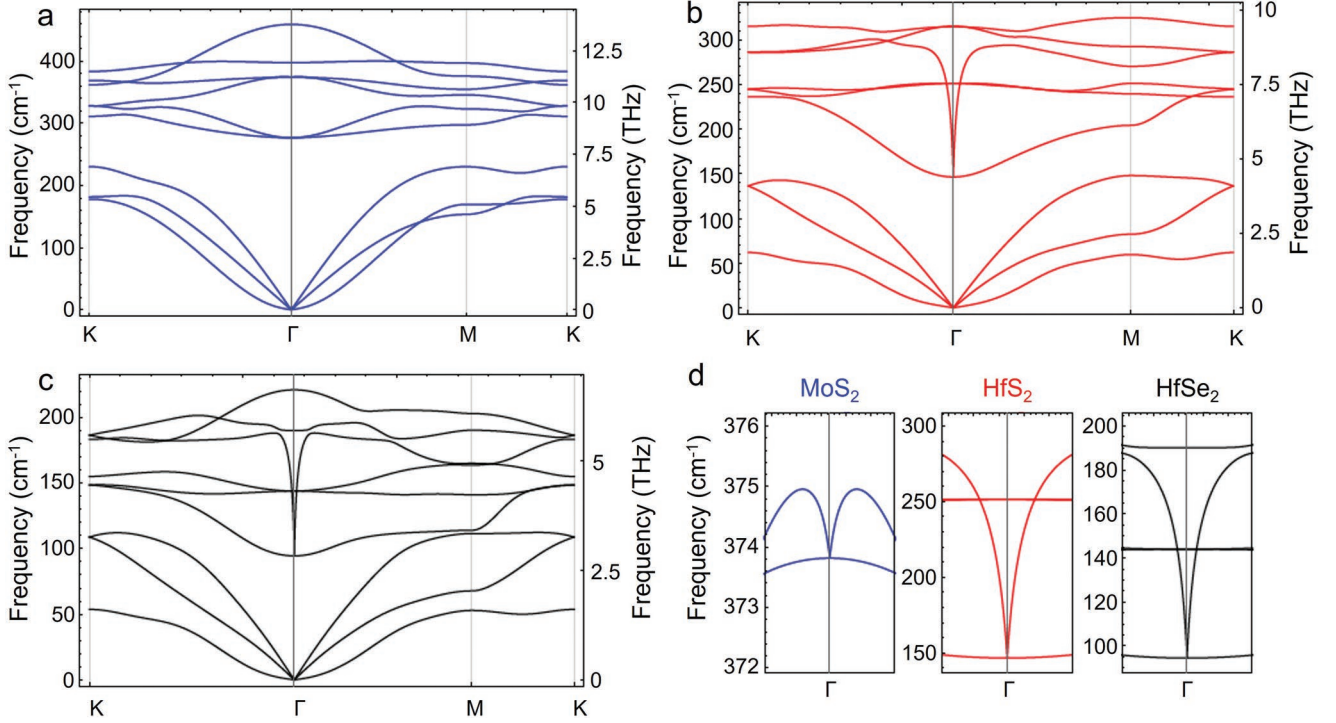 a
Frequency (cm⁻¹)
400
300
200
100
0
Frequency (THz)
12.5
10
7.5
5
2.5
0
K Γ M K
b
Frequency (cm⁻¹)
300
250
200
150
100
50
0
Frequency (THz)
10
7.5
5
2.5
0
K Γ M K
c
Frequency (cm⁻¹)
200
150
100
50
0
Frequency (THz)
5
2.5
0
K Γ M K
d
MoS₂ HfS₂ HfSe₂
Frequency (cm⁻¹)
376
375
374
373
372
Γ
300
250
200
150
Γ
200
180
160
140
120
100
Γ